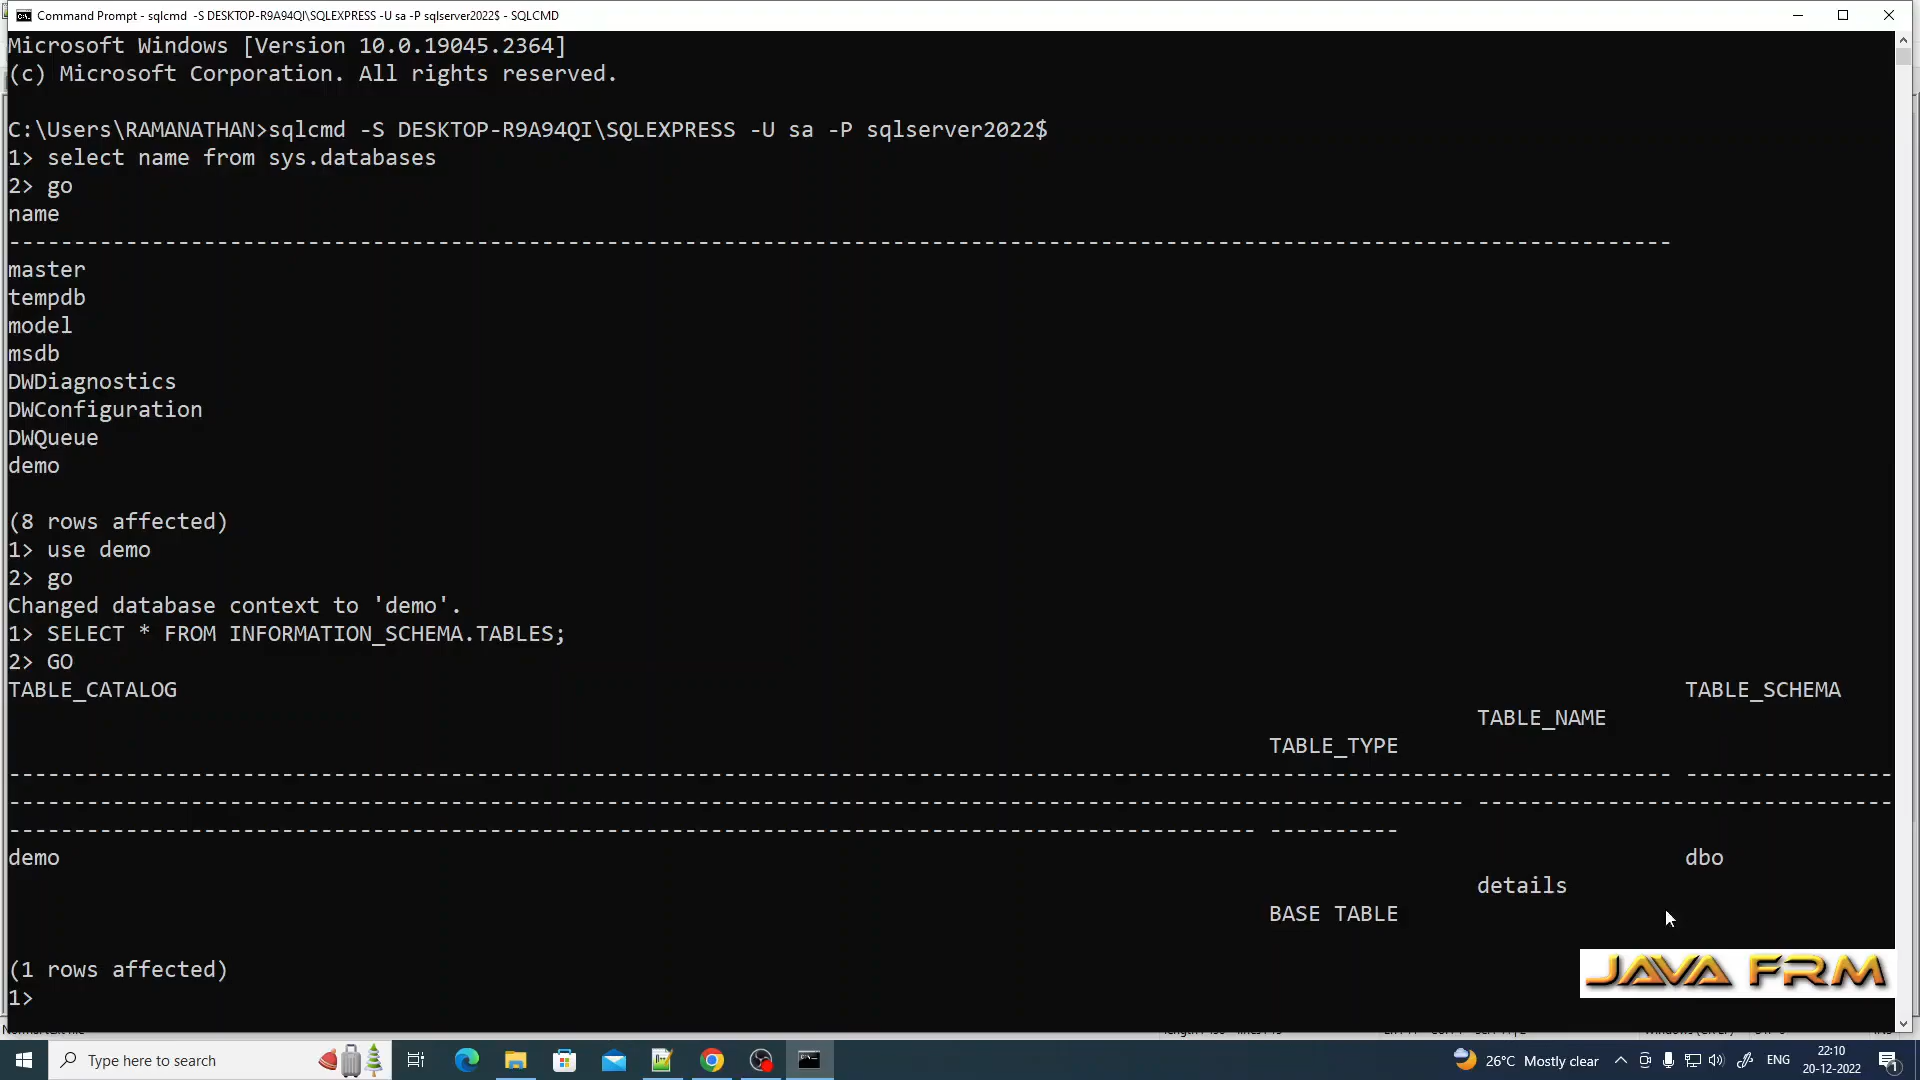 Command Prompt - sqlcmd -S DESKTOP-R9A94QI\SQLEXPRESS -U sa -P sqlserver2022$ - SQLCMD
Microsoft Windows [Version 10.0.19045.2364]
(c) Microsoft Corporation. All rights reserved.
C:\Users\RAMANATHAN>sqlcmd -S DESKTOP-R9A94QI\SQLEXPRESS -U sa -P sqlserver2022$
1> select name from sys.databases
2> go
name
--------------------------------------------------------------------------------------------------------------------------------
master
tempdb
model
msdb
DWDiagnostics
DWConfiguration
DWQueue
demo
(8 rows affected)
1> use demo
2> go
Changed database context to 'demo'.
1> SELECT * FROM INFORMATION_SCHEMA.TABLES;
2> GO
TABLE_CATALOG TABLE_SCHEMA
TABLE_NAME
TABLE_TYPE
-------------------------------------------------------------------------------------------------------------------------------- ----------------
---------------------------------------------------------------------------------------------------------------- --------------------------------
------------------------------------------------------------------------------------------------ ----------
demo dbo
details
BASE TABLE
(1 rows affected)
1>
JAVA FRM
Type here to search
26°C Mostly clear
ENG
22:10
20-12-2022
1